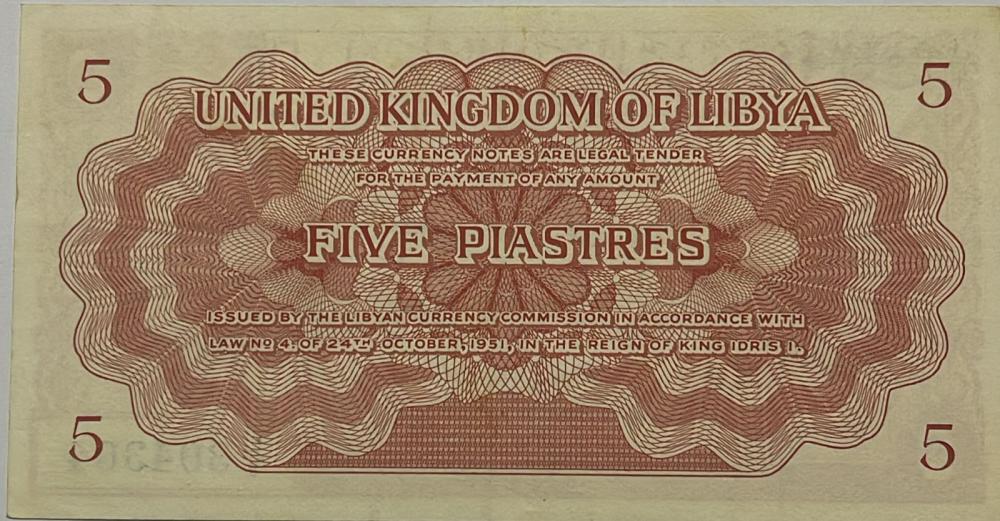 5 5
UNITED KINGDOM OF LIBYA
THESE CURRENCY NOTES ARE LEGAL TENDER
FOR THE PAYMENT OF ANY AMOUNT
FIVE PIASTRES
ISSUED BY THE LIBYAN CURRENCY COMMISSION IN ACCORDANCE WITH
LAW Nº 4. OF 24TH OCTOBER, 1951, IN THE REIGN OF KING IDRIS I.
5 5